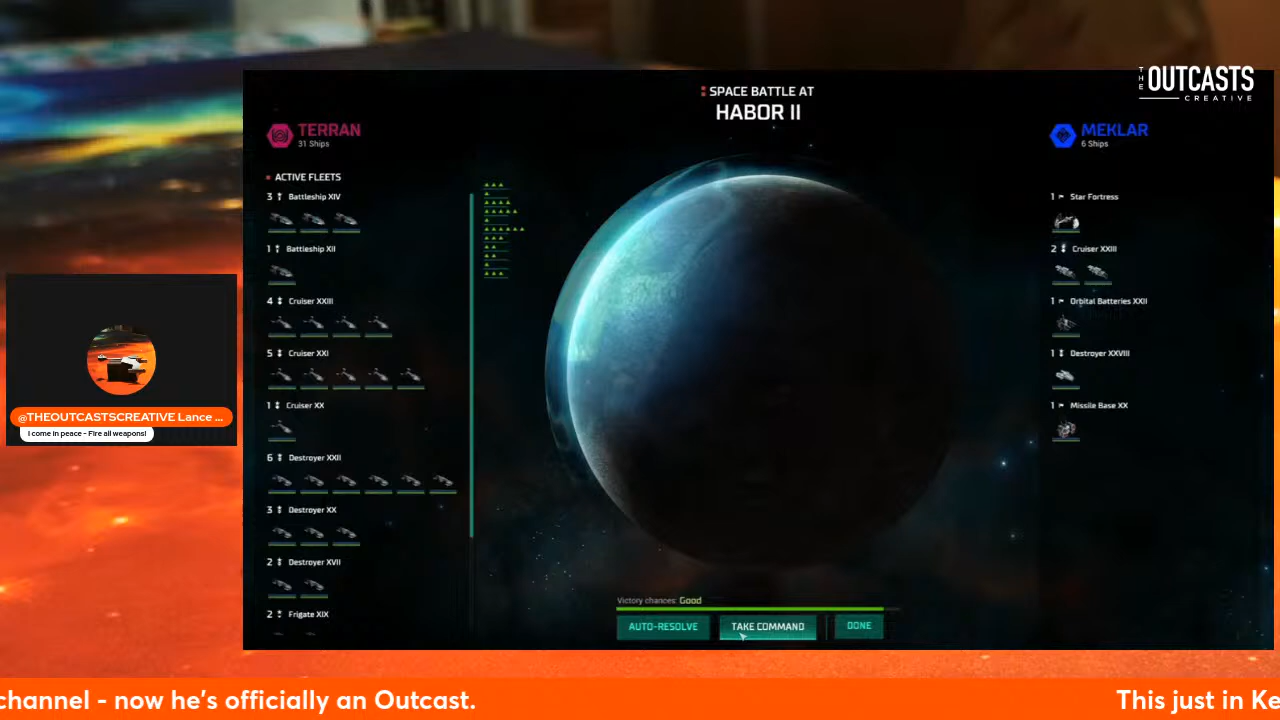 THE OUTCASTS
CREATIVE
SPACE BATTLE AT
HABOR II
TERRAN
31 Ships
ACTIVE FLEETS
3 Battleship XIV
1 Battleship XII
4 Cruiser XXIII
5 Cruiser XXI
1 Cruiser XX
6 Destroyer XXII
3 Destroyer XX
2 Destroyer XVII
2 Frigate XIX
MEKLAR
6 Ships
1 Star Fortress
2 Cruiser XXIII
1 Orbital Batteries XXII
1 Destroyer XXVIII
1 Missile Base XX
Victory chances: Good
AUTO-RESOLVE
TAKE COMMAND
DONE
@THEOUTCASTSCREATIVE Lance ...
I come in peace - Fire all weapons!
channel - now he's officially an Outcast.
This just in Ke